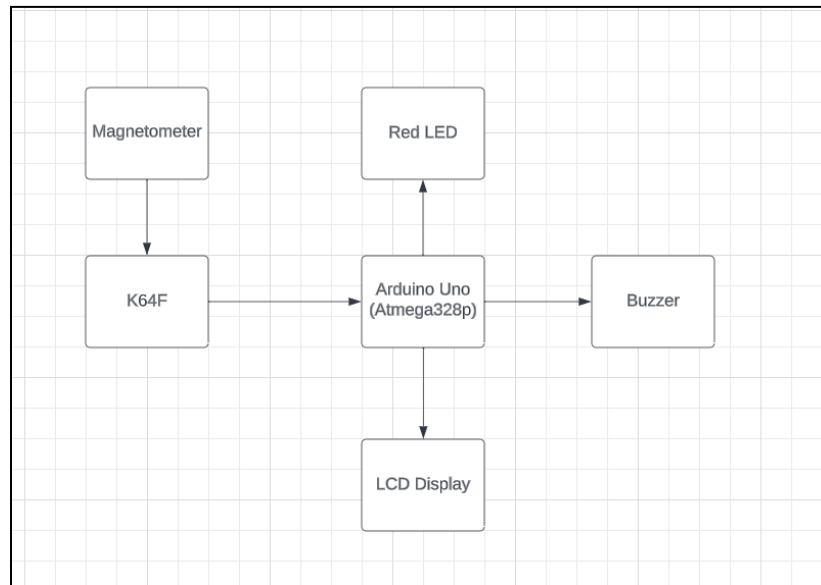 Magnetometer
Red LED
K64F
Arduino Uno
(Atmega328p)
Buzzer
LCD Display